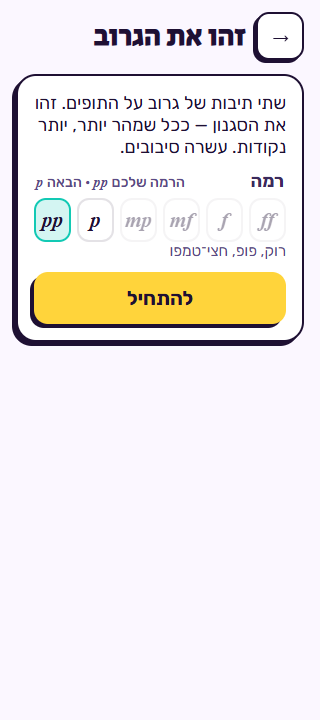 →
זהו את הגרוב
שתי תיבות של גרוב על התופים. זהו
את הסגנון — ככל שמהר יותר, יותר
נקודות. עשרה סיבובים.
רמה
הרמה שלכם pp • הבאה p
pp p mp mf f ff
רוק, פופ, חצי־טמפו
להתחיל